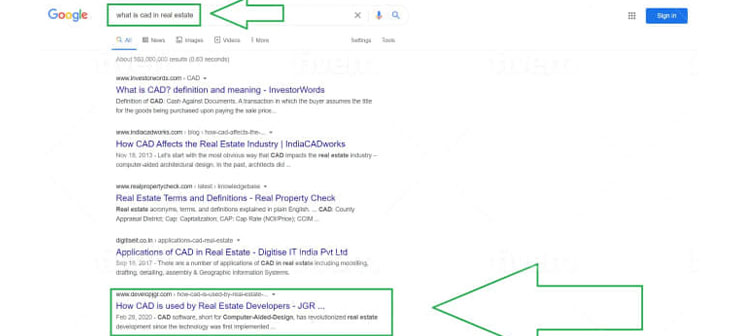 Google
what is cad in real estate
Sign in
All News Images Videos More Settings Tools
About 560,000,000 results (0.63 seconds)
www.investorwords.com › CAD
What is CAD? definition and meaning - InvestorWords
Definition of CAD: Cash Against Documents. A transaction in which the buyer assumes the title
for the goods being purchased upon paying the sale price...
www.indiacadworks.com › blog › how-cad-affects-the-...
How CAD Affects the Real Estate Industry | IndiaCADworks
Nov 18, 2013 - Let's start with the most obvious way that CAD impacts the real estate industry –
computer-aided architectural design. In the past, architects did ...
www.realpropertycheck.com › latest › knowledgebase
Real Estate Terms and Definitions - Real Property Check
Real estate acronyms, terms, and definitions explained in plain English. ... CAD: County
Appraisal District; Cap: Capitalization; CAP: Cap Rate (NOI/Price); CCIM ...
digitiseit.co.in › applications-cad-real-estate
Applications of CAD in Real Estate - Digitise IT India Pvt Ltd
Sep 18, 2017 - There are a number of applications of CAD in real estate including modelling,
drafting, detailing, assembly & Geographic Information Systems.
www.developjgr.com › how-cad-is-used-by-real-estate-...
How CAD is used by Real Estate Developers - JGR ...
Feb 28, 2020 - CAD software, short for Computer-Aided-Design, has revolutionized real estate
development since the technology was first implemented ...